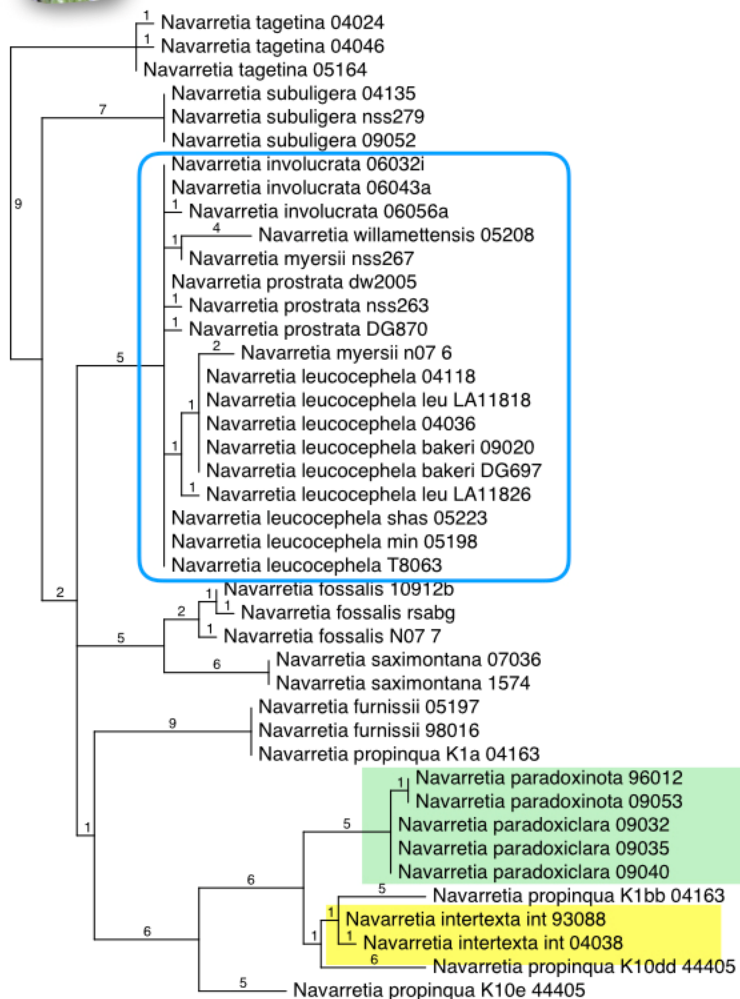 1 Navarretia tagetina 04024
1 Navarretia tagetina 04046
Navarretia tagetina 05164
Navarretia subuligera 04135
7 Navarretia subuligera nss279
Navarretia subuligera 09052
Navarretia involucrata 06032i
Navarretia involucrata 06043a
9 1 Navarretia involucrata 06056a
4 Navarretia willamettensis 05208
1 Navarretia myersii nss267
Navarretia prostrata dw2005
1 Navarretia prostrata nss263
1 Navarretia prostrata DG870
5 2 Navarretia myersii n07 6
Navarretia leucocephela 04118
1 Navarretia leucocephela leu LA11818
Navarretia leucocephela 04036
1 Navarretia leucocephela bakeri 09020
Navarretia leucocephela bakeri DG697
1 Navarretia leucocephela leu LA11826
Navarretia leucocephela shas 05223
Navarretia leucocephela min 05198
Navarretia leucocephela T8063
2 1 Navarretia fossalis 10912b
2 1 Navarretia fossalis rsabg
5 1 Navarretia fossalis N07 7
6 Navarretia saximontana 07036
Navarretia saximontana 1574
Navarretia furnissii 05197
9 Navarretia furnissii 98016
Navarretia propinqua K1a 04163
1 Navarretia paradoxinota 96012
Navarretia paradoxinota 09053
1 5 Navarretia paradoxiclara 09032
Navarretia paradoxiclara 09035
Navarretia paradoxiclara 09040
6 5 Navarretia propinqua K1bb 04163
1 Navarretia intertexta int 93088
6 1 1 Navarretia intertexta int 04038
6 Navarretia propinqua K10dd 44405
5 Navarretia propinqua K10e 44405